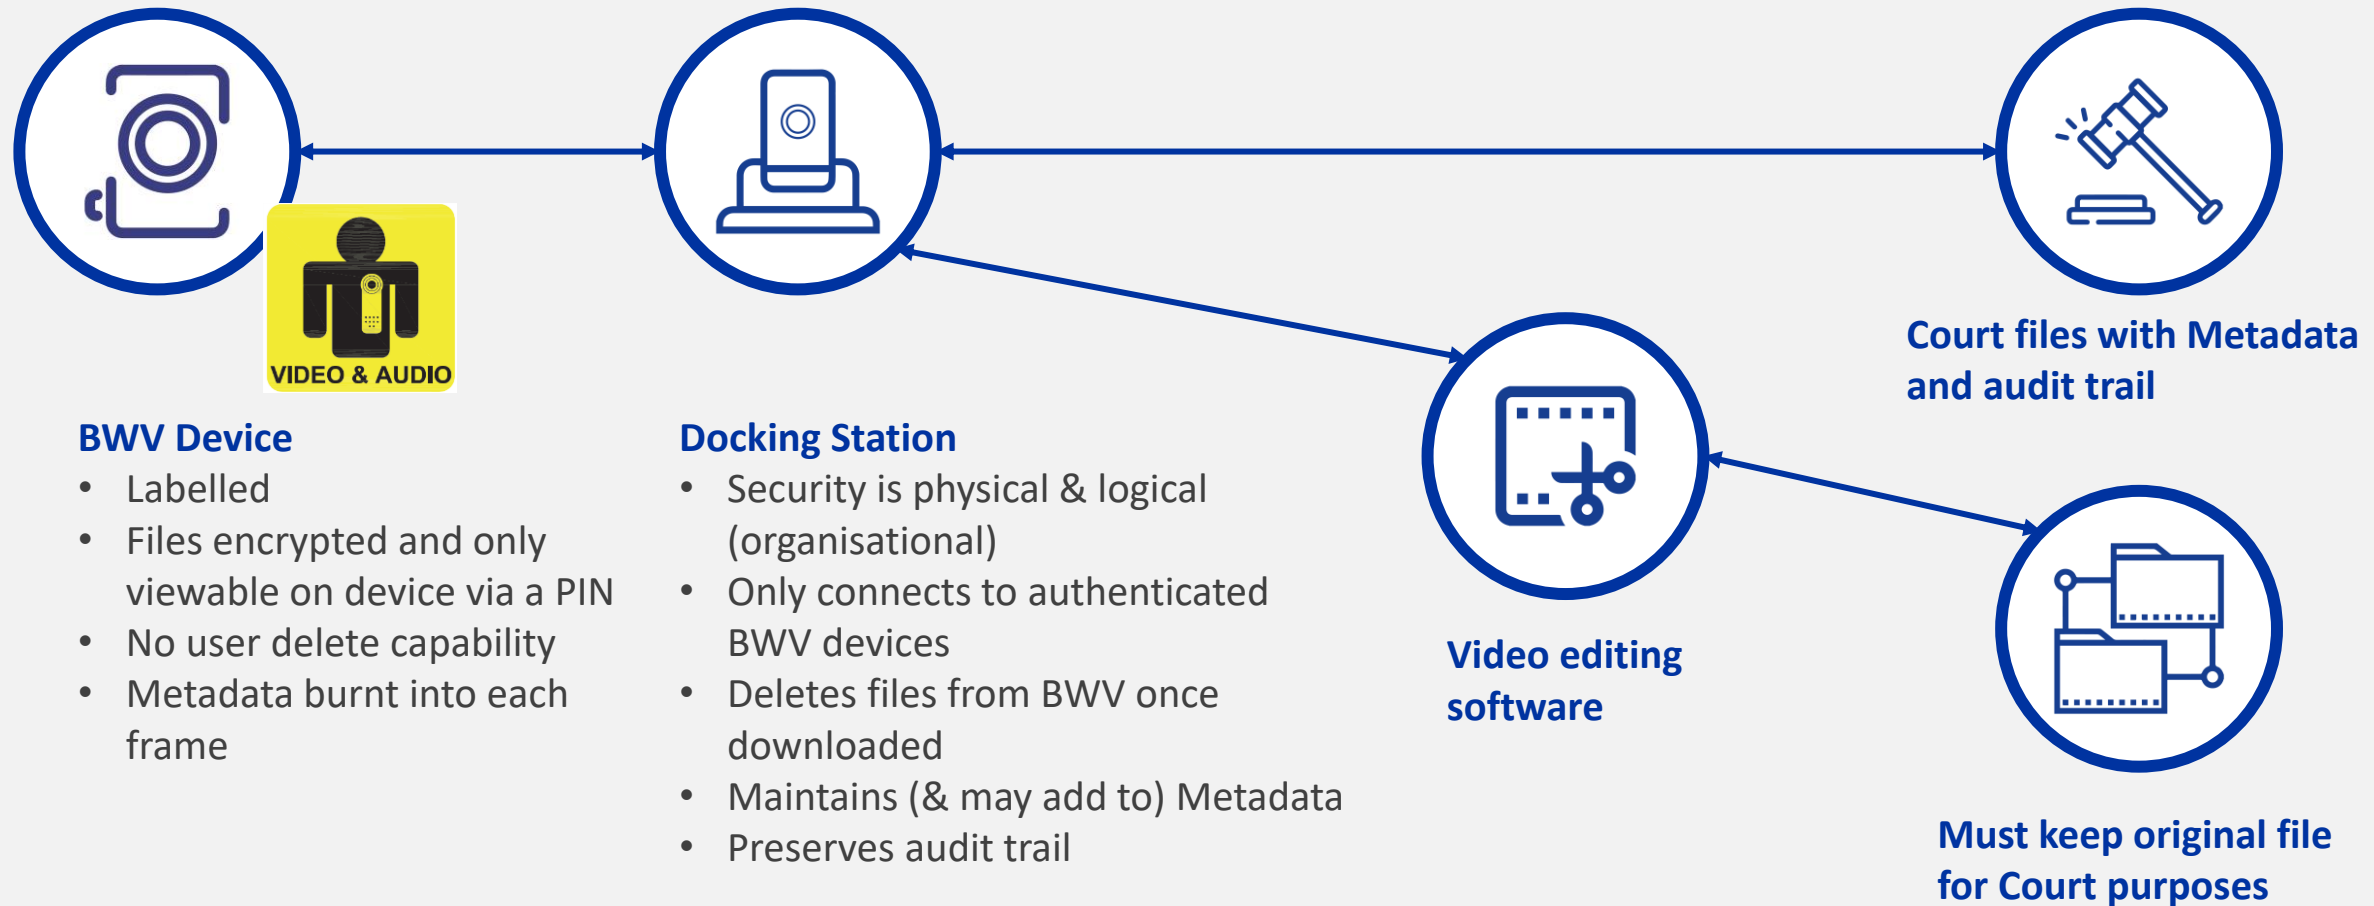 VIDEO & AUDIO
BWV Device
• Labelled
• Files encrypted and only
viewable on device via a PIN
• No user delete capability
• Metadata burnt into each
frame
Docking Station
• Security is physical & logical
(organisational)
• Only connects to authenticated
BWV devices
• Deletes files from BWV once
downloaded
• Maintains (& may add to) Metadata
• Preserves audit trail
Video editing
software
Court files with Metadata
and audit trail
Must keep original file
for Court purposes